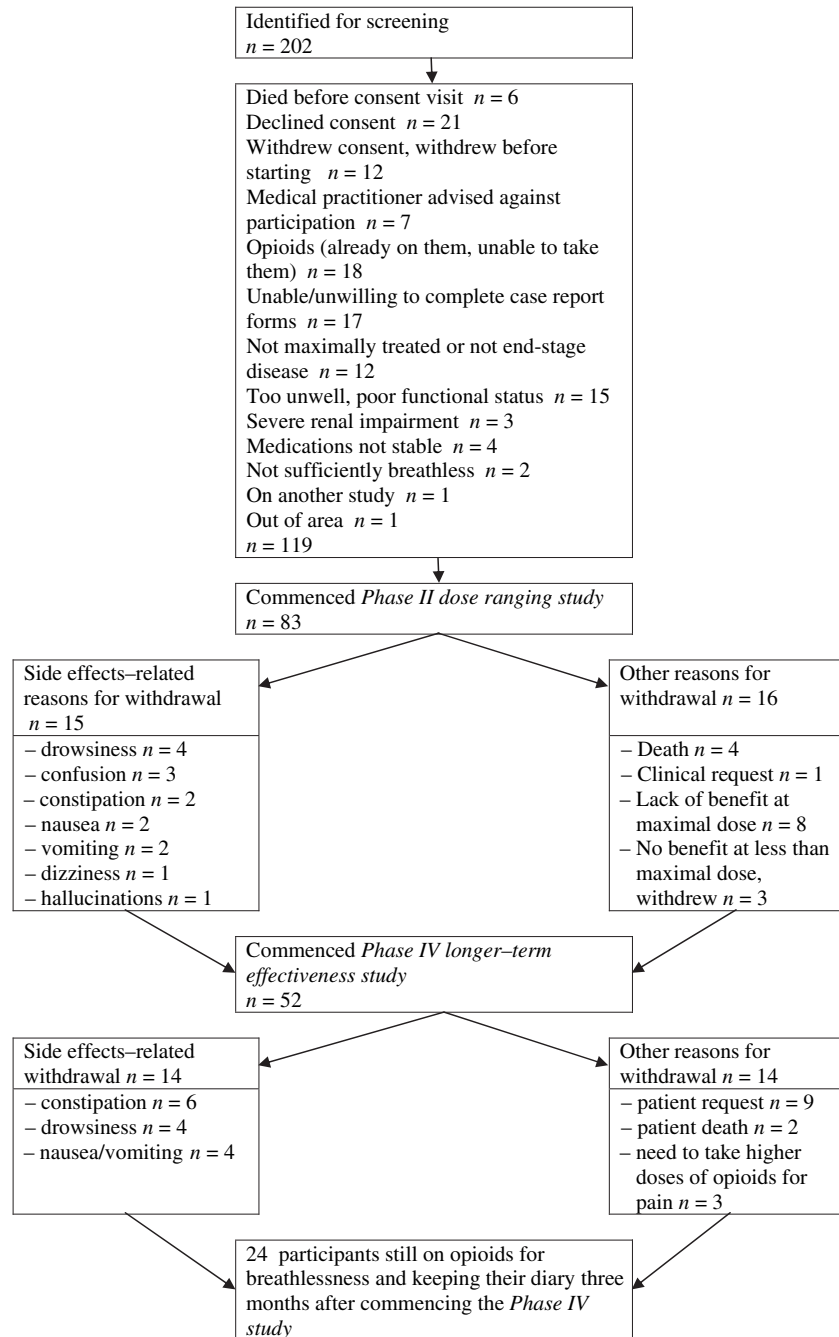 Identified for screening
n = 202
Died before consent visit n = 6
Declined consent n = 21
Withdrew consent, withdrew before
starting n = 12
Medical practitioner advised against
participation n = 7
Opioids (already on them, unable to take
them) n = 18
Unable/unwilling to complete case report
forms n = 17
Not maximally treated or not end-stage
disease n = 12
Too unwell, poor functional status n = 15
Severe renal impairment n = 3
Medications not stable n = 4
Not sufficiently breathless n = 2
On another study n = 1
Out of area n = 1
n = 119
Commenced Phase II dose ranging study
n = 83
Side effects–related
reasons for withdrawal
n = 15
– drowsiness n = 4
– confusion n = 3
– constipation n = 2
– nausea n = 2
– vomiting n = 2
– dizziness n = 1
– hallucinations n = 1
Other reasons for
withdrawal n = 16
– Death n = 4
– Clinical request n = 1
– Lack of benefit at
maximal dose n = 8
– No benefit at less than
maximal dose,
withdrew n = 3
Commenced Phase IV longer–term
effectiveness study
n = 52
Side effects–related
withdrawal n = 14
– constipation n = 6
– drowsiness n = 4
– nausea/vomiting n = 4
Other reasons for
withdrawal n = 14
– patient request n = 9
– patient death n = 2
– need to take higher
doses of opioids for
pain n = 3
24 participants still on opioids for
breathlessness and keeping their diary three
months after commencing the Phase IV
study